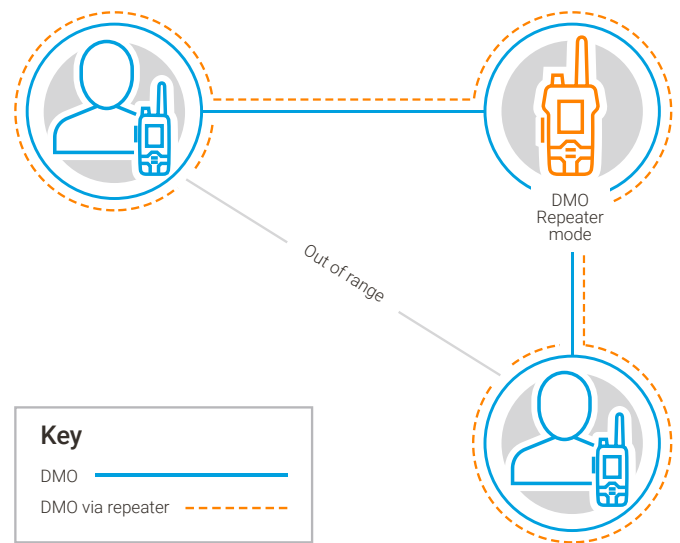 DMO
Repeater
mode
Out of range
Key
DMO
DMO via repeater